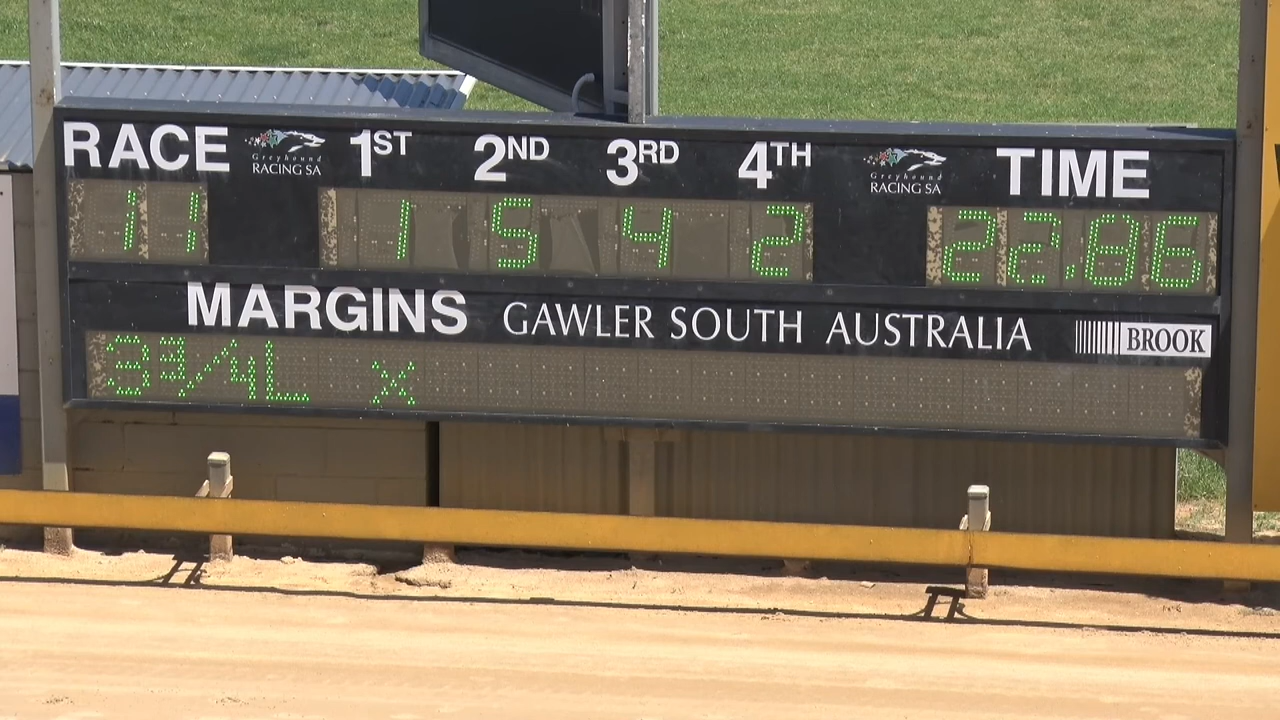 RACE Greyhound RACING SA 1ST 2ND 3RD 4TH Greyhound RACING SA TIME
11 1 5 4 2 22.86
MARGINS GAWLER SOUTH AUSTRALIA BROOK
3 3/4L X